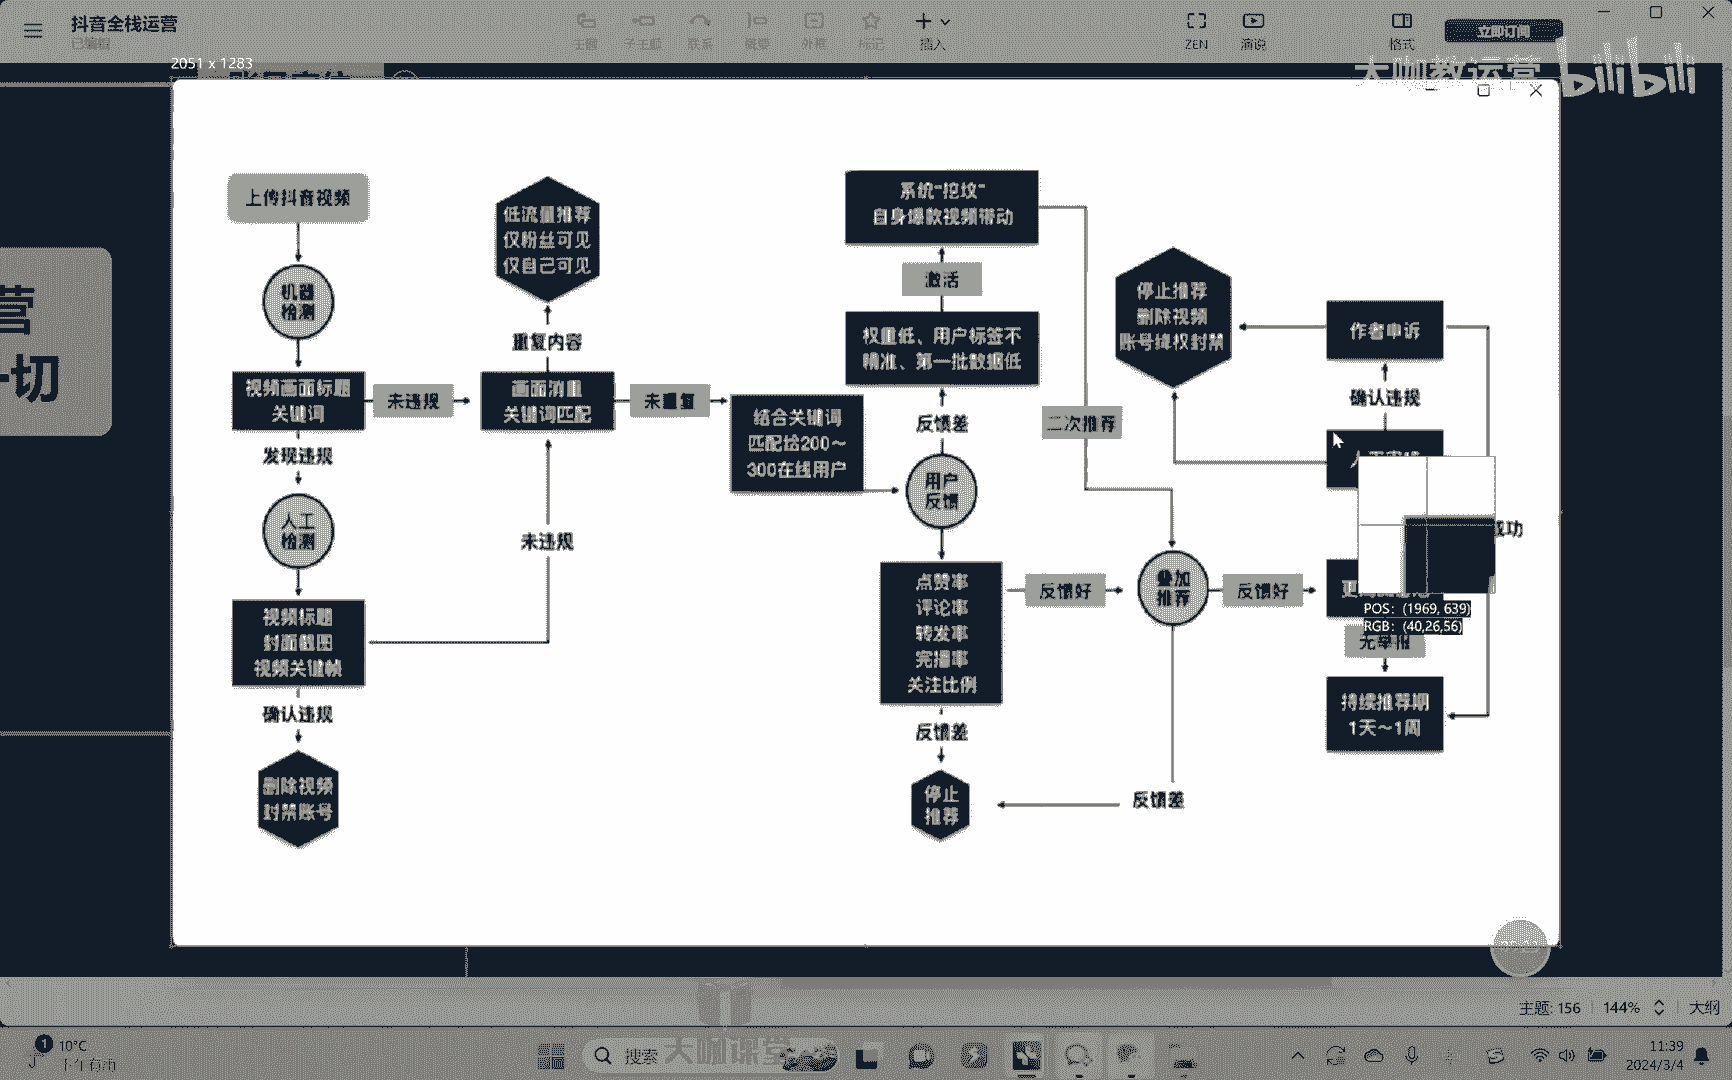 抖音全栈运营
已编辑
主题
子主题
联系
概要
外框
标记
插入
ZEN
演说
格式
立即订阅
2051 x 1283
大咖教运营
bilibili
营
一切
上传抖音视频
机器
检测
视频画面标题
关键词
发现违规
人工
检测
视频标题
封面截图
视频关键帧
确认违规
删除视频
封禁账号
未违规
低流量推荐
仅粉丝可见
仅自己可见
重复内容
画面消重
关键词匹配
未违规
未重复
结合关键词
匹配给200～
300在线用户
系统“挖坟”
自身爆款视频带动
激活
权重低、用户标签不
精准、第一批数据低
反馈差
用户
反馈
点赞率
评论率
转发率
完播率
关注比例
反馈差
停止
推荐
反馈好
二次推荐
叠加
推荐
反馈差
反馈好
停止推荐
删除视频
账号降权封禁
作者申诉
确认违规
成功
POS: (1969, 639)
RGB: (40,26,56)
无举报
持续推荐期
1天～1周
主题: 156
144%
大纲
1
10°C
下午有雨
搜索
大咖课堂
11:39
2024/3/4